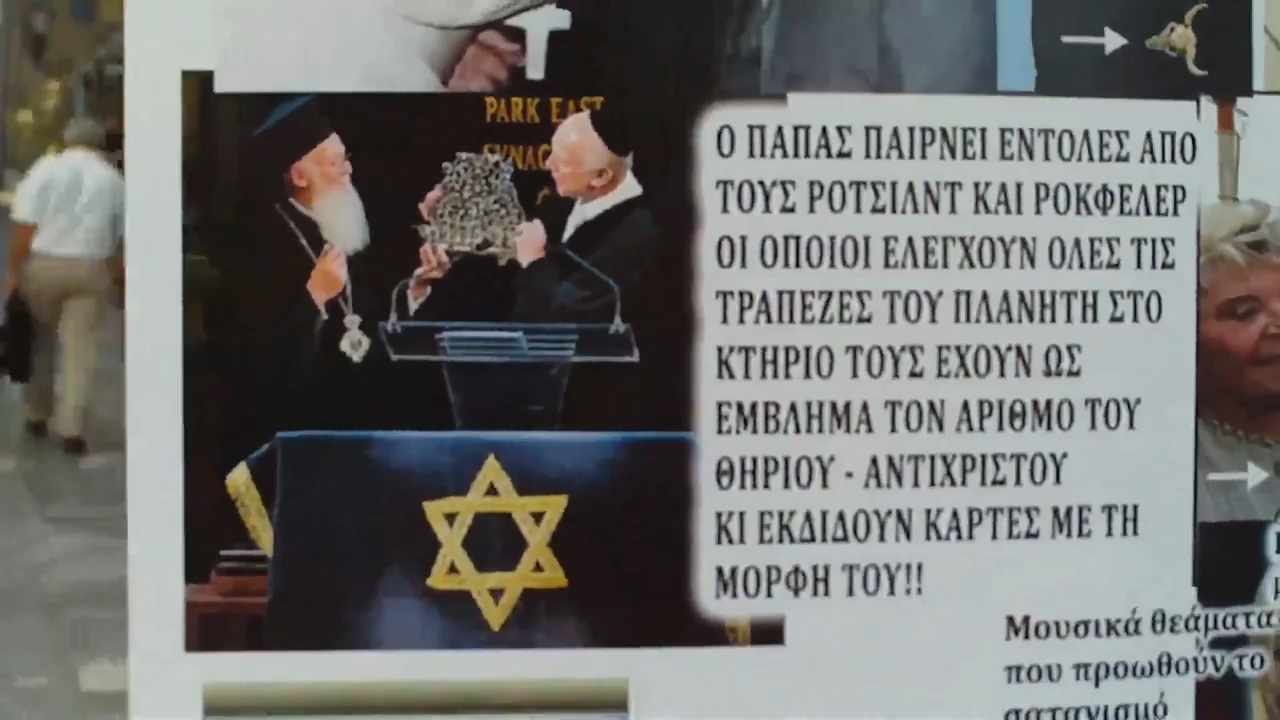 PARK EAST
Ο ΠΑΠΑΣ ΠΑΙΡΝΕΙ ΕΝΤΟΛΕΣ ΑΠΟ
ΤΟΥΣ ΡΟΤΣΙΛΝΤ ΚΑΙ ΡΟΚΦΕΛΕΡ
ΟΙ ΟΠΟΙΟΙ ΕΛΕΓΧΟΥΝ ΟΛΕΣ ΤΙΣ
ΤΡΑΠΕΖΕΣ ΤΟΥ ΠΛΑΝΗΤΗ ΣΤΟ
ΚΤΗΡΙΟ ΤΟΥΣ ΕΧΟΥΝ ΩΣ
ΕΜΒΛΗΜΑ ΤΟΝ ΑΡΙΘΜΟ ΤΟΥ
ΘΗΡΙΟΥ - ΑΝΤΙΧΡΙΣΤΟΥ
ΚΙ ΕΚΔΙΔΟΥΝ ΚΑΡΤΕΣ ΜΕ ΤΗ
ΜΟΡΦΗ ΤΟΥ!!
Μουσικά θεάματα
που προωθούν το
σατανισμό